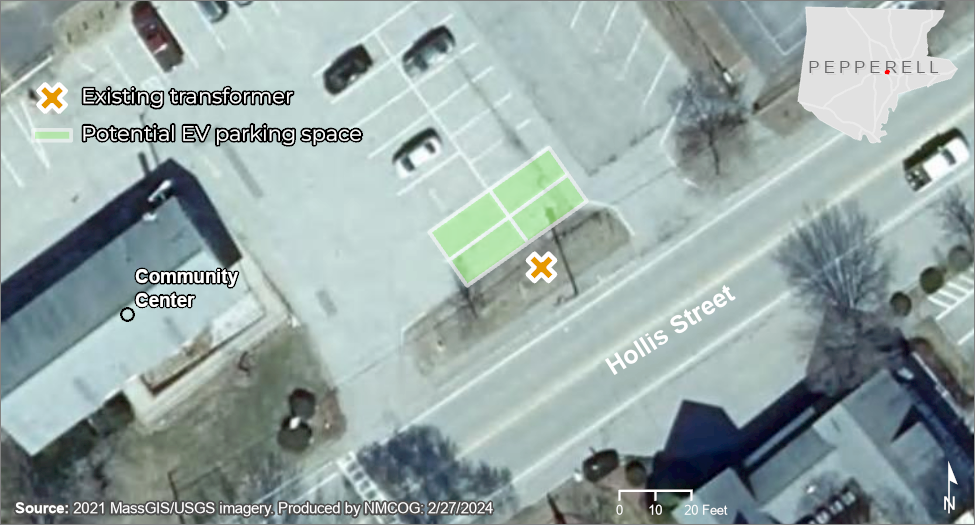 PEPPERELL
Existing transformer
Potential EV parking space
Community
Center
Hollis Street
Source: 2021 MassGIS/USGS imagery. Produced by NMCOG: 2/27/2024
0 10 20 Feet
N